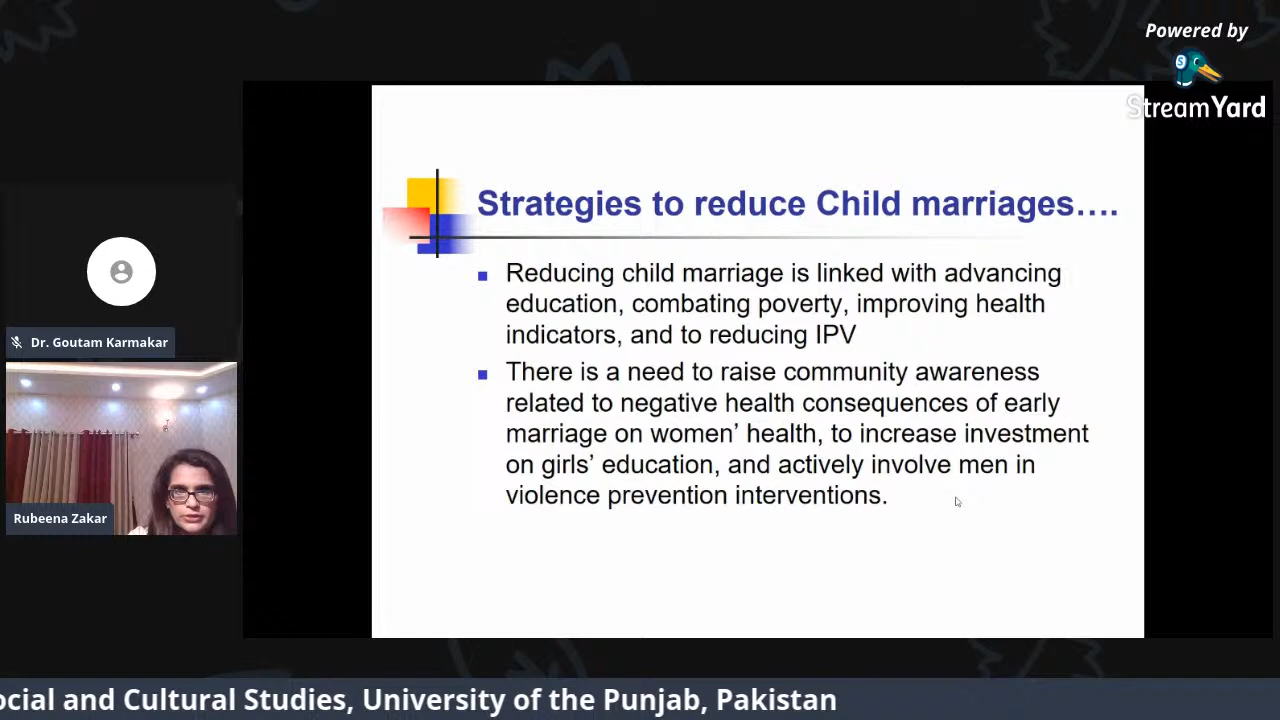 Powered by
StreamYard
Strategies to reduce Child marriages….
Reducing child marriage is linked with advancing
education, combating poverty, improving health
indicators, and to reducing IPV
There is a need to raise community awareness
related to negative health consequences of early
marriage on women’ health, to increase investment
on girls’ education, and actively involve men in
violence prevention interventions.
Dr. Goutam Karmakar
Rubeena Zakar
ocial and Cultural Studies, University of the Punjab, Pakistan